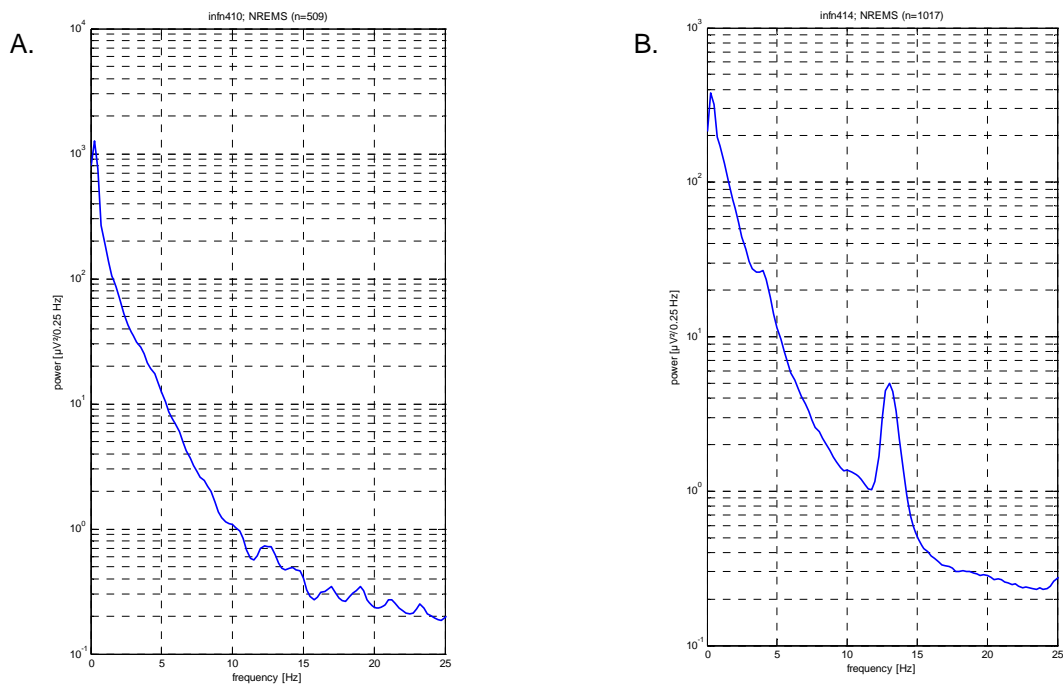 A.
infn410; NREMS (n=509)
10^4
10^3
10^2
10^1
10^0
10^-1
power [µV²/0.25 Hz]
0 5 10 15 20 25
frequency [Hz]
B.
infn414; NREMS (n=1017)
10^3
10^2
10^1
10^0
10^-1
power [µV²/0.25 Hz]
0 5 10 15 20 25
frequency [Hz]